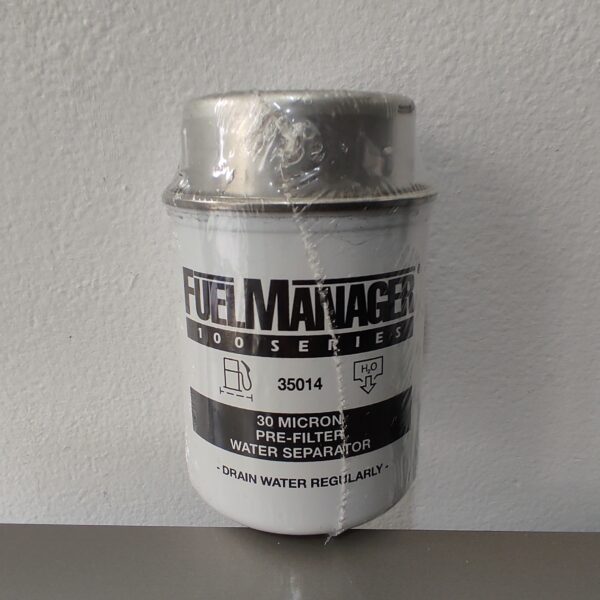 FUELMANAGER
100 SERIES
35014
H₂O
30 MICRON
PRE-FILTER
WATER SEPARATOR
- DRAIN WATER REGULARLY -